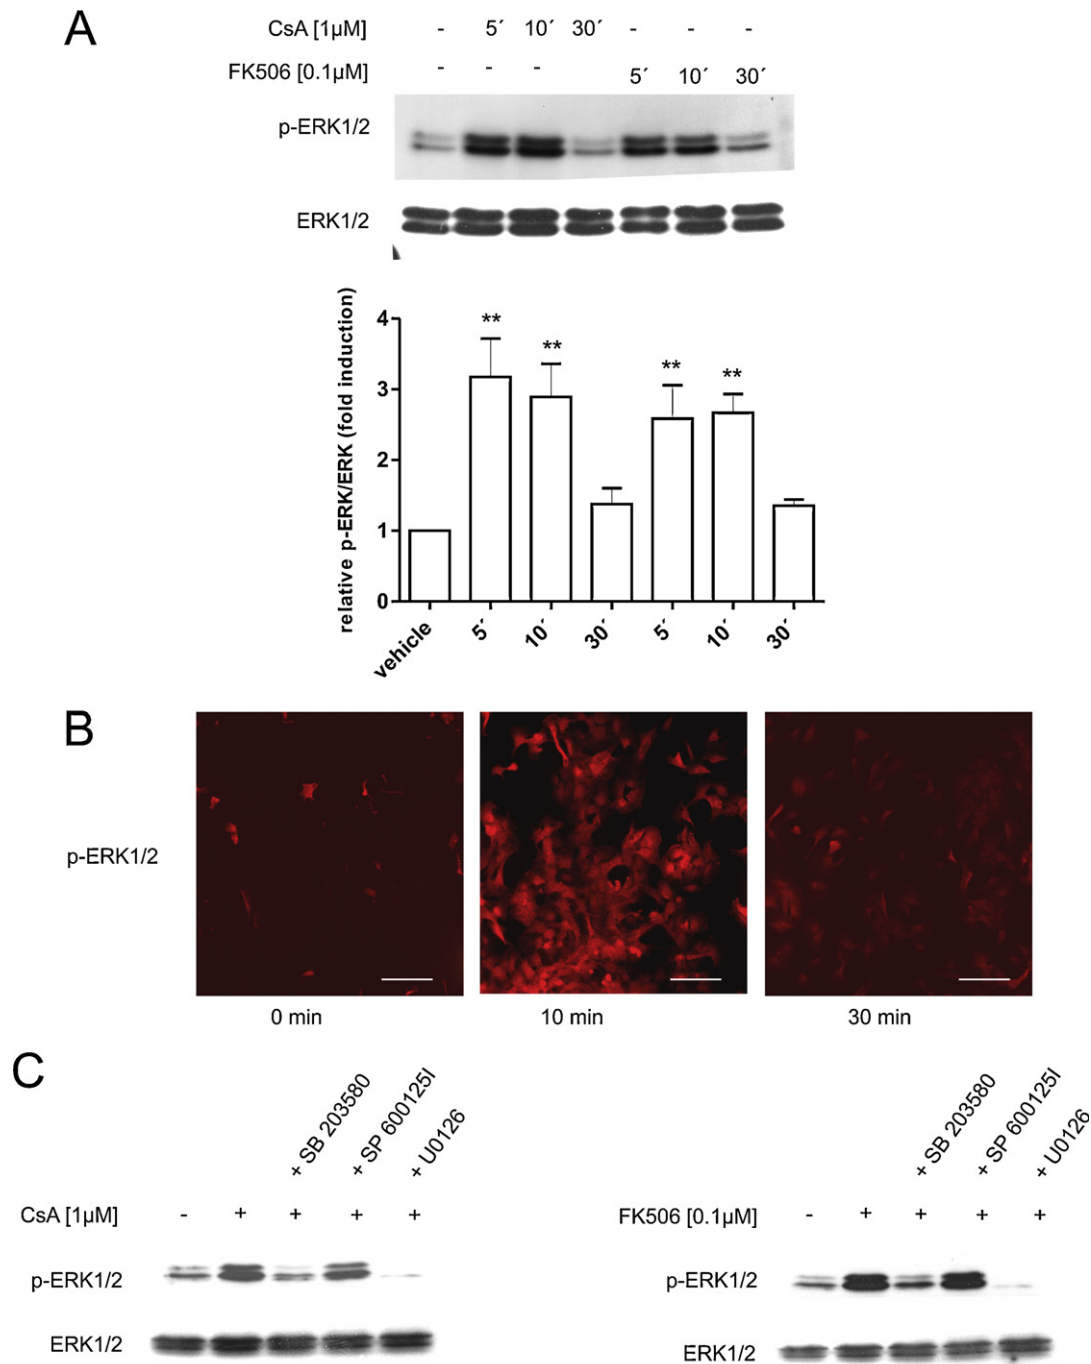 A
CsA [1µM] - 5´ 10´ 30´ - - -
FK506 [0.1µM] - - - 5´ 10´ 30´
p-ERK1/2
ERK1/2
relative p-ERK/ERK (fold induction)
4
3
2
1
0
** ** ** **
vehicle 5´ 10´ 30´ 5´ 10´ 30´
B
p-ERK1/2
0 min 10 min 30 min
C
+ SB 203580 + SP 600125I + U0126
CsA [1µM] - + + + +
p-ERK1/2
ERK1/2
+ SB 203580 + SP 600125I + U0126
FK506 [0.1µM] - + + + +
p-ERK1/2
ERK1/2